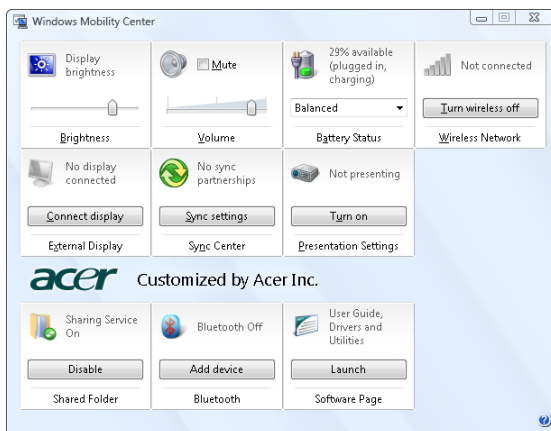 Windows Mobility Center
Display
brightness
Brightness
Mute
Volume
29% available
(plugged in,
charging)
Balanced
Battery Status
Not connected
Turn wireless off
Wireless Network
No display
connected
Connect display
External Display
No sync
partnerships
Sync settings
Sync Center
Not presenting
Turn on
Presentation Settings
acer Customized by Acer Inc.
Sharing Service
On
Disable
Shared Folder
Bluetooth Off
Add device
Bluetooth
User Guide,
Drivers and
Utilities
Launch
Software Page